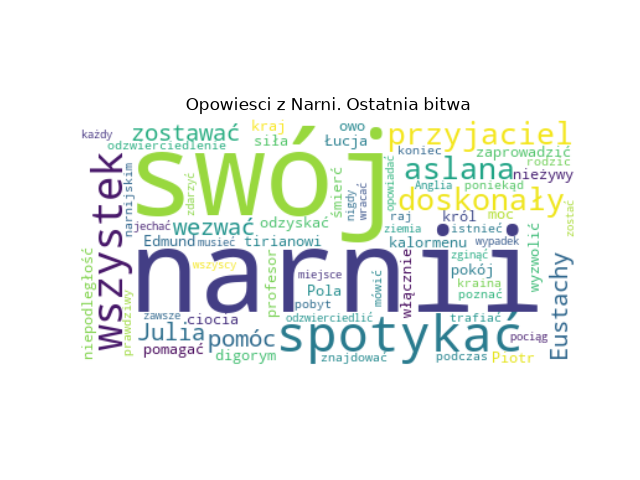 Opowiesci z Narni. Ostatnia bitwa
każdy
zostawać
kraj
owo
przyjaciel
odzwierciedlenie
siła
Łucja
koniec
zaprowadzić
wszystek
narnijskim
zdarzyć
swój
śmierć
opowiadać
aslana
rodzic
nigdy
wracać
Anglia
poniekąd
nieżywy
doskonały
zostać
jechać
wezwać
odzyskać
raj
król
moc
ziemia
istnieć
wyzwolić
Edmund
musieć
tirianowi
kalormenu
wypadek
niepodległość
prawdziwy
wszyscy
narnii
profesor
miejsce
mówić
włącznie
zginąć
pokój
kraina
poznać
Eustachy
Pola
pobyt
zawsze
ciocia
odzwierciedlić
trafiać
Julia
pomóc
spotykać
pociąg
pomagać
digorym
znajdować
podczas
Piotr